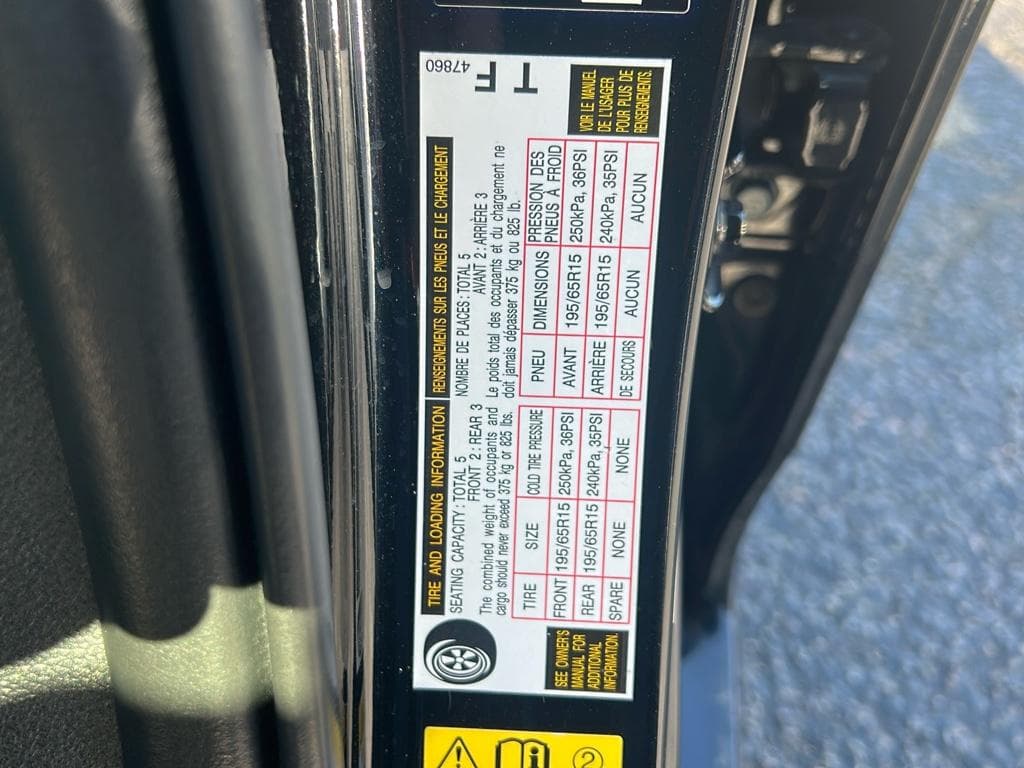 TIRE AND LOADING INFORMATION
SEATING CAPACITY : TOTAL 5
FRONT 2 : REAR 3
The combined weight of occupants and
cargo should never exceed 375 kg or 825 lbs.
TIRE SIZE COLD TIRE PRESSURE
FRONT 195/65R15 250kPa, 36PSI
REAR 195/65R15 240kPa, 35PSI
SPARE NONE NONE
SEE OWNER'S
MANUAL FOR
ADDITIONAL
INFORMATION.
RENSEIGNEMENTS SUR LES PNEUS ET LE CHARGEMENT
NOMBRE DE PLACES : TOTAL 5
AVANT 2 : ARRIÈRE 3
Le poids total des occupants et du chargement ne
doit jamais dépasser 375 kg ou 825 lb.
PNEU DIMENSIONS PRESSION DES
PNEUS À FROID
AVANT 195/65R15 250kPa, 36PSI
ARRIÈRE 195/65R15 240kPa, 35PSI
DE SECOURS AUCUN AUCUN
VOIR LE MANUEL
DE L'USAGER
POUR PLUS DE
RENSEIGNEMENTS.
47860
TF
T